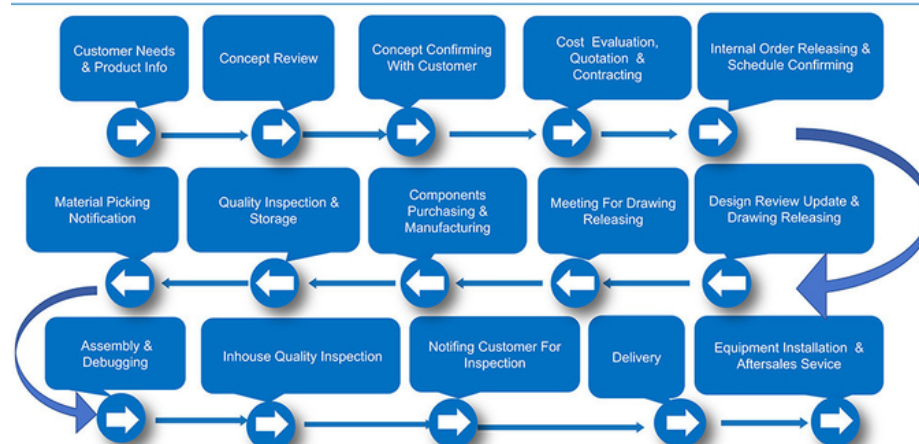 Customer Needs
& Product Info
Concept Review
Concept Confirming
With Customer
Cost Evaluation,
Quotation &
Contracting
Internal Order Releasing &
Schedule Confirming
Material Picking
Notification
Quality Inspection &
Storage
Components
Purchasing &
Manufacturing
Meeting For Drawing
Releasing
Design Review Update &
Drawing Releasing
Assembly &
Debugging
Inhouse Quality Inspection
Notifing Customer For
Inspection
Delivery
Equipment Installation &
Aftersales Sevice